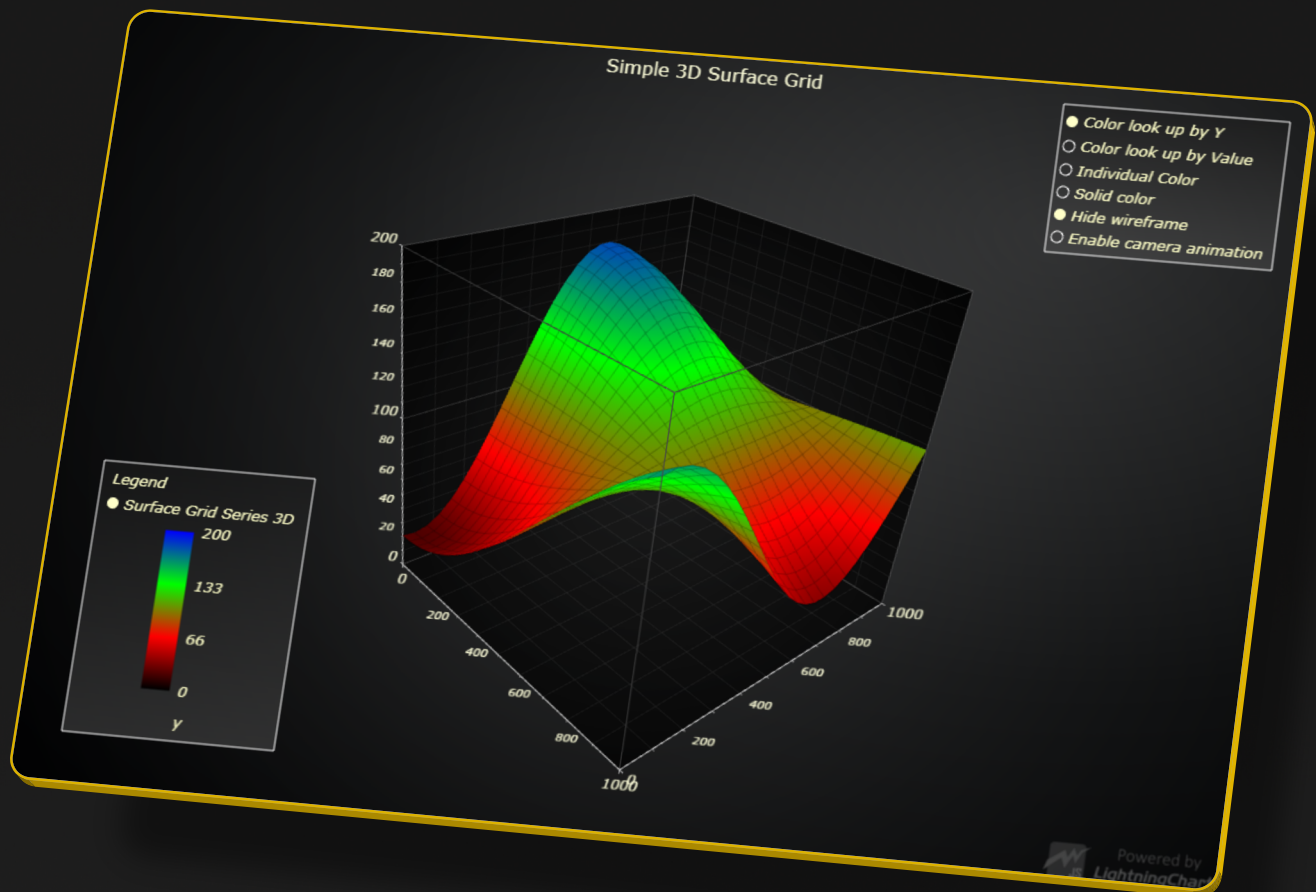 Simple 3D Surface Grid
Color look up by Y
Color look up by Value
Individual Color
Solid color
Hide wireframe
Enable camera animation
200
180
160
140
120
100
80
60
40
20
0
0
200
400
600
800
1000
0
200
400
600
800
1000
Legend
Surface Grid Series 3D
200
133
66
0
y
Powered by
LightningChart